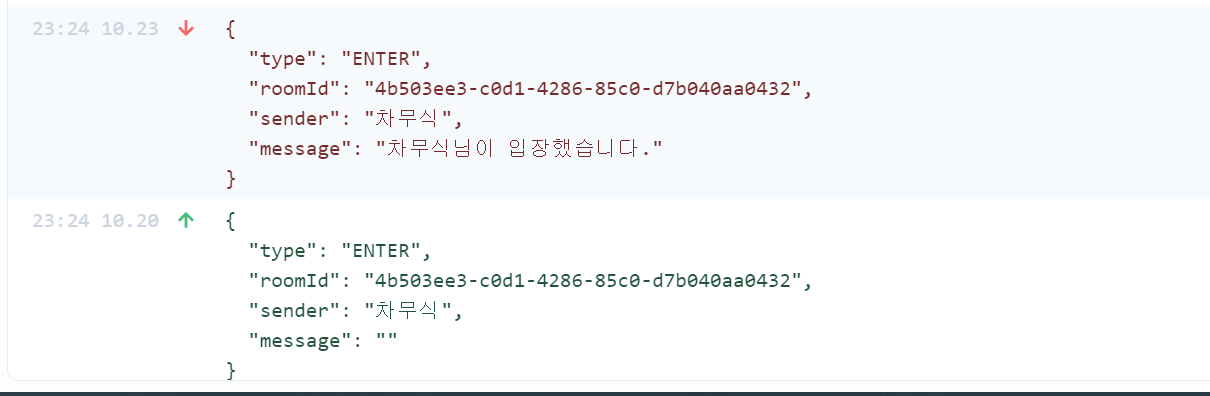 23:24 10.23 ↓ {
"type": "ENTER",
"roomId": "4b503ee3-c0d1-4286-85c0-d7b040aa0432",
"sender": "차무식",
"message": "차무식님이 입장했습니다."
}
23:24 10.20 ↑ {
"type": "ENTER",
"roomId": "4b503ee3-c0d1-4286-85c0-d7b040aa0432",
"sender": "차무식",
"message": ""
}